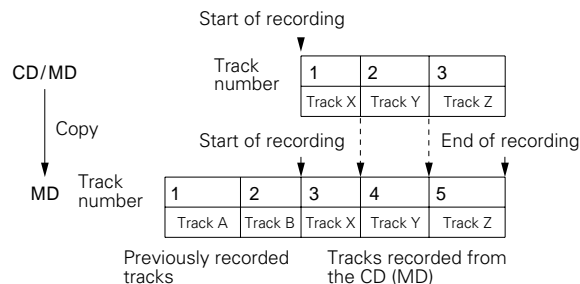 Start of recording
CD/MD
Track number
1 2 3
Track X Track Y Track Z
Copy
Start of recording
End of recording
MD
Track number
1 2 3 4 5
Track A Track B Track X Track Y Track Z
Previously recorded
tracks
Tracks recorded from
the CD (MD)